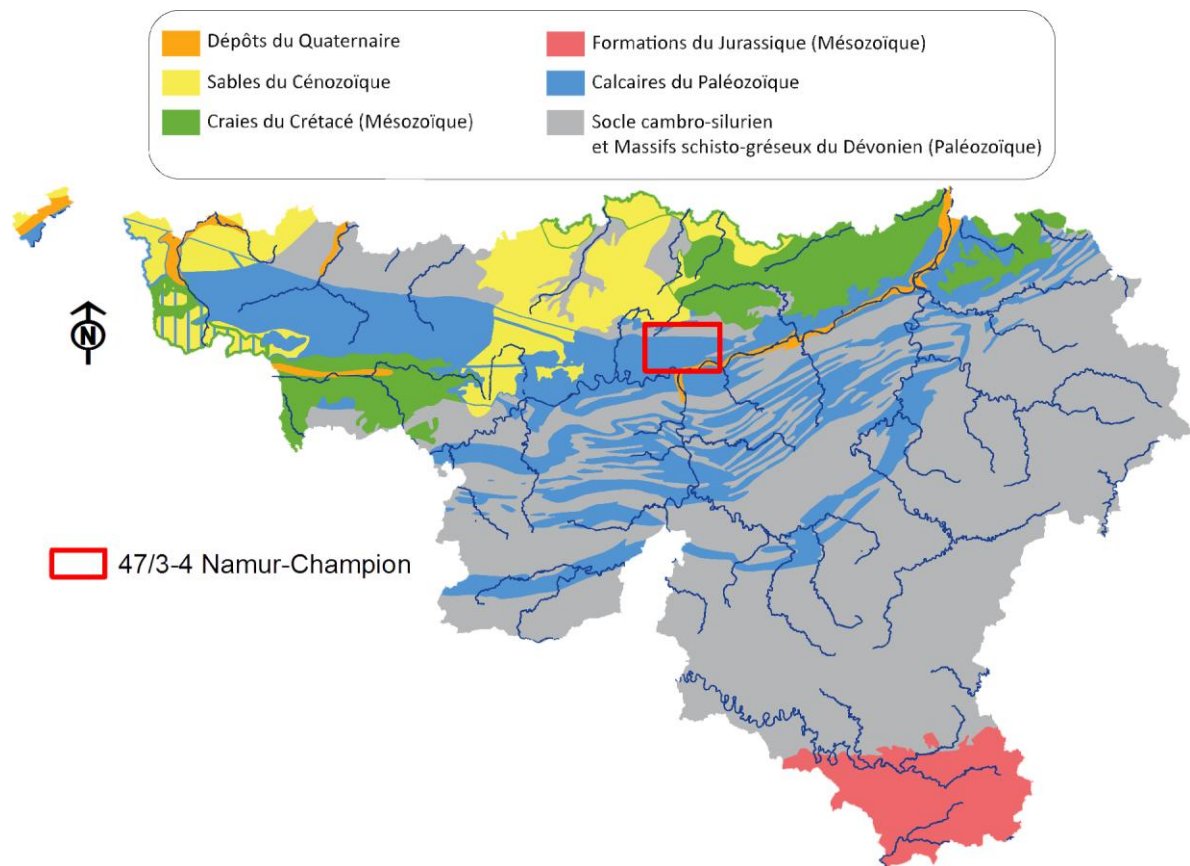 Dépôts du Quaternaire
Sables du Cénozoïque
Craies du Crétacé (Mésozoïque)
Formations du Jurassique (Mésozoïque)
Calcaires du Paléozoïque
Socle cambro-silurien
et Massifs schisto-gréseux du Dévonien (Paléozoïque)
N
47/3-4 Namur-Champion